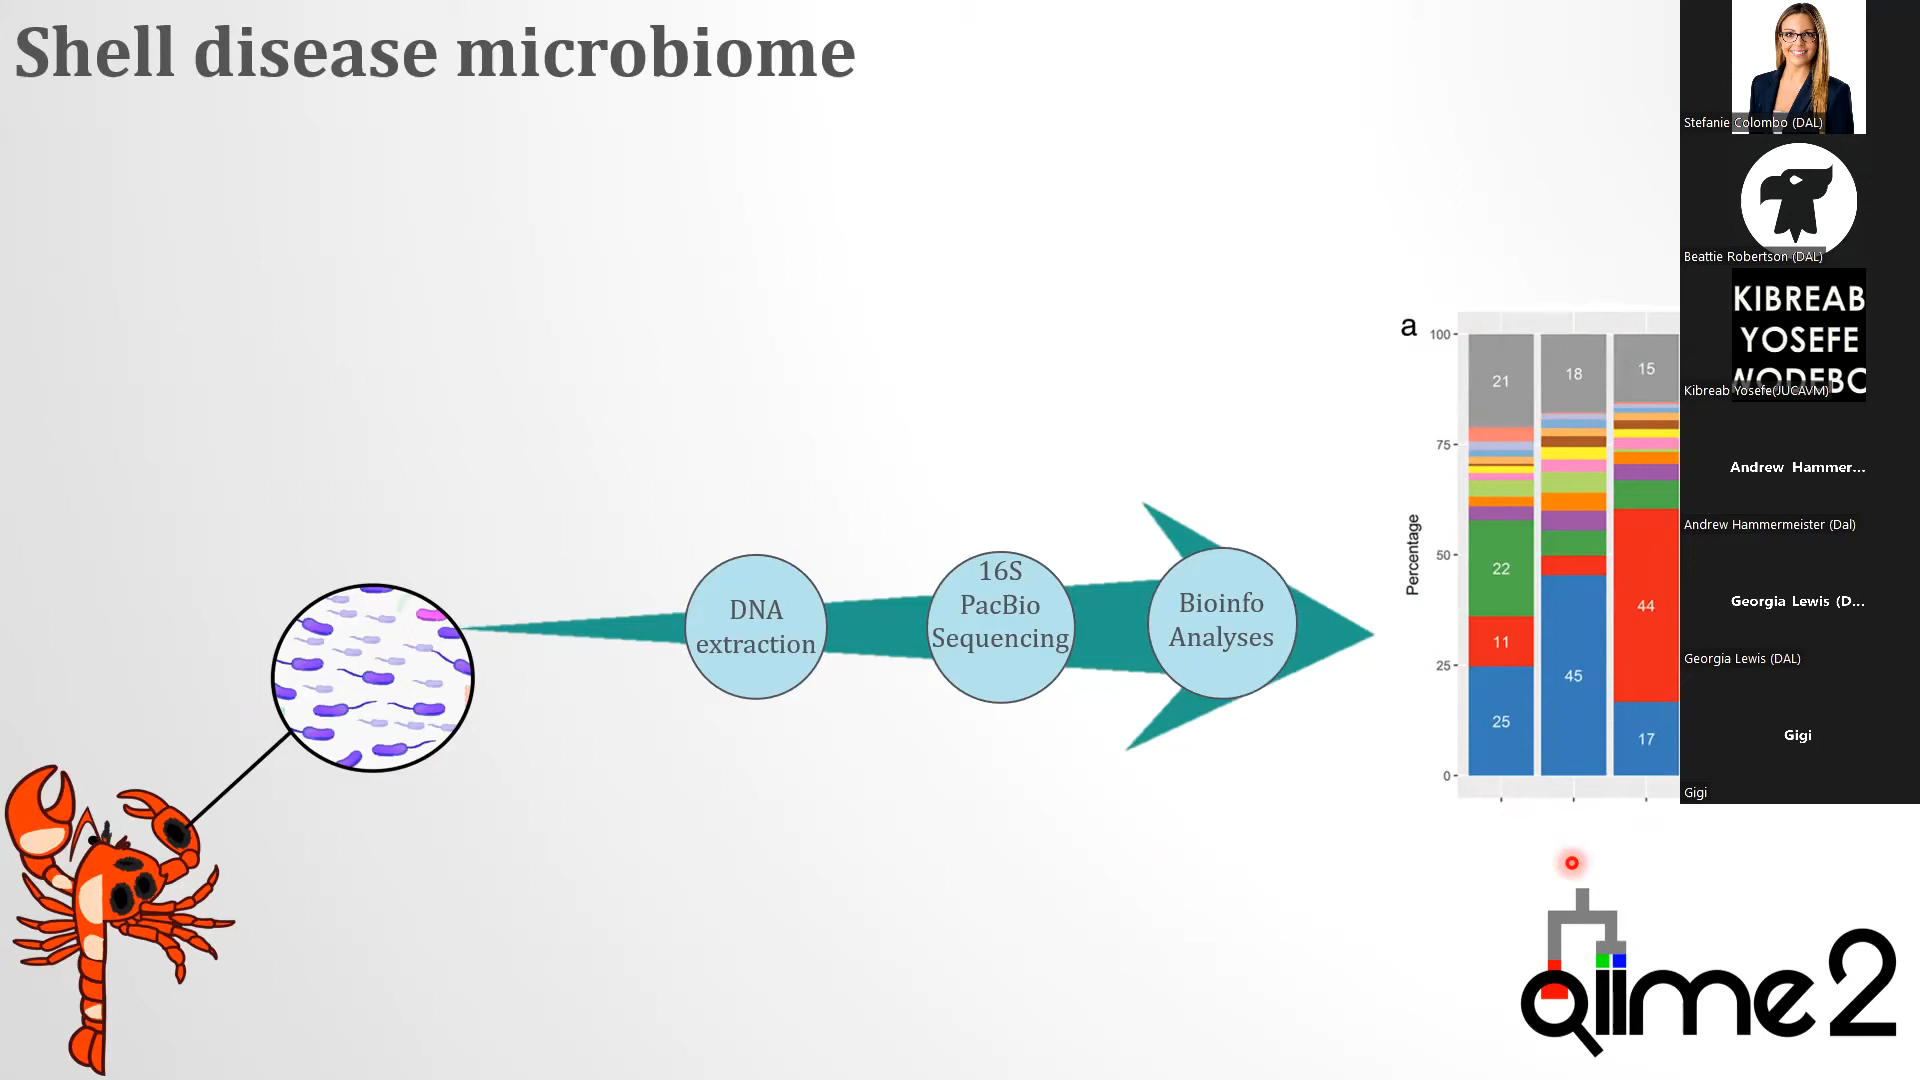 Shell disease microbiome
DNA
extraction
16S
PacBio
Sequencing
Bioinfo
Analyses
a
Percentage
100
75
50
25
0
21
22
11
25
18
45
15
44
17
qiime2
Stefanie Colombo (DAL)
Beattie Robertson (DAL)
KIBREAB
YOSEFE
WODEBO
Kibreab Yosefe(JUCAVM)
Andrew Hammer...
Andrew Hammermeister (Dal)
Georgia Lewis (D...
Georgia Lewis (DAL)
Gigi
Gigi